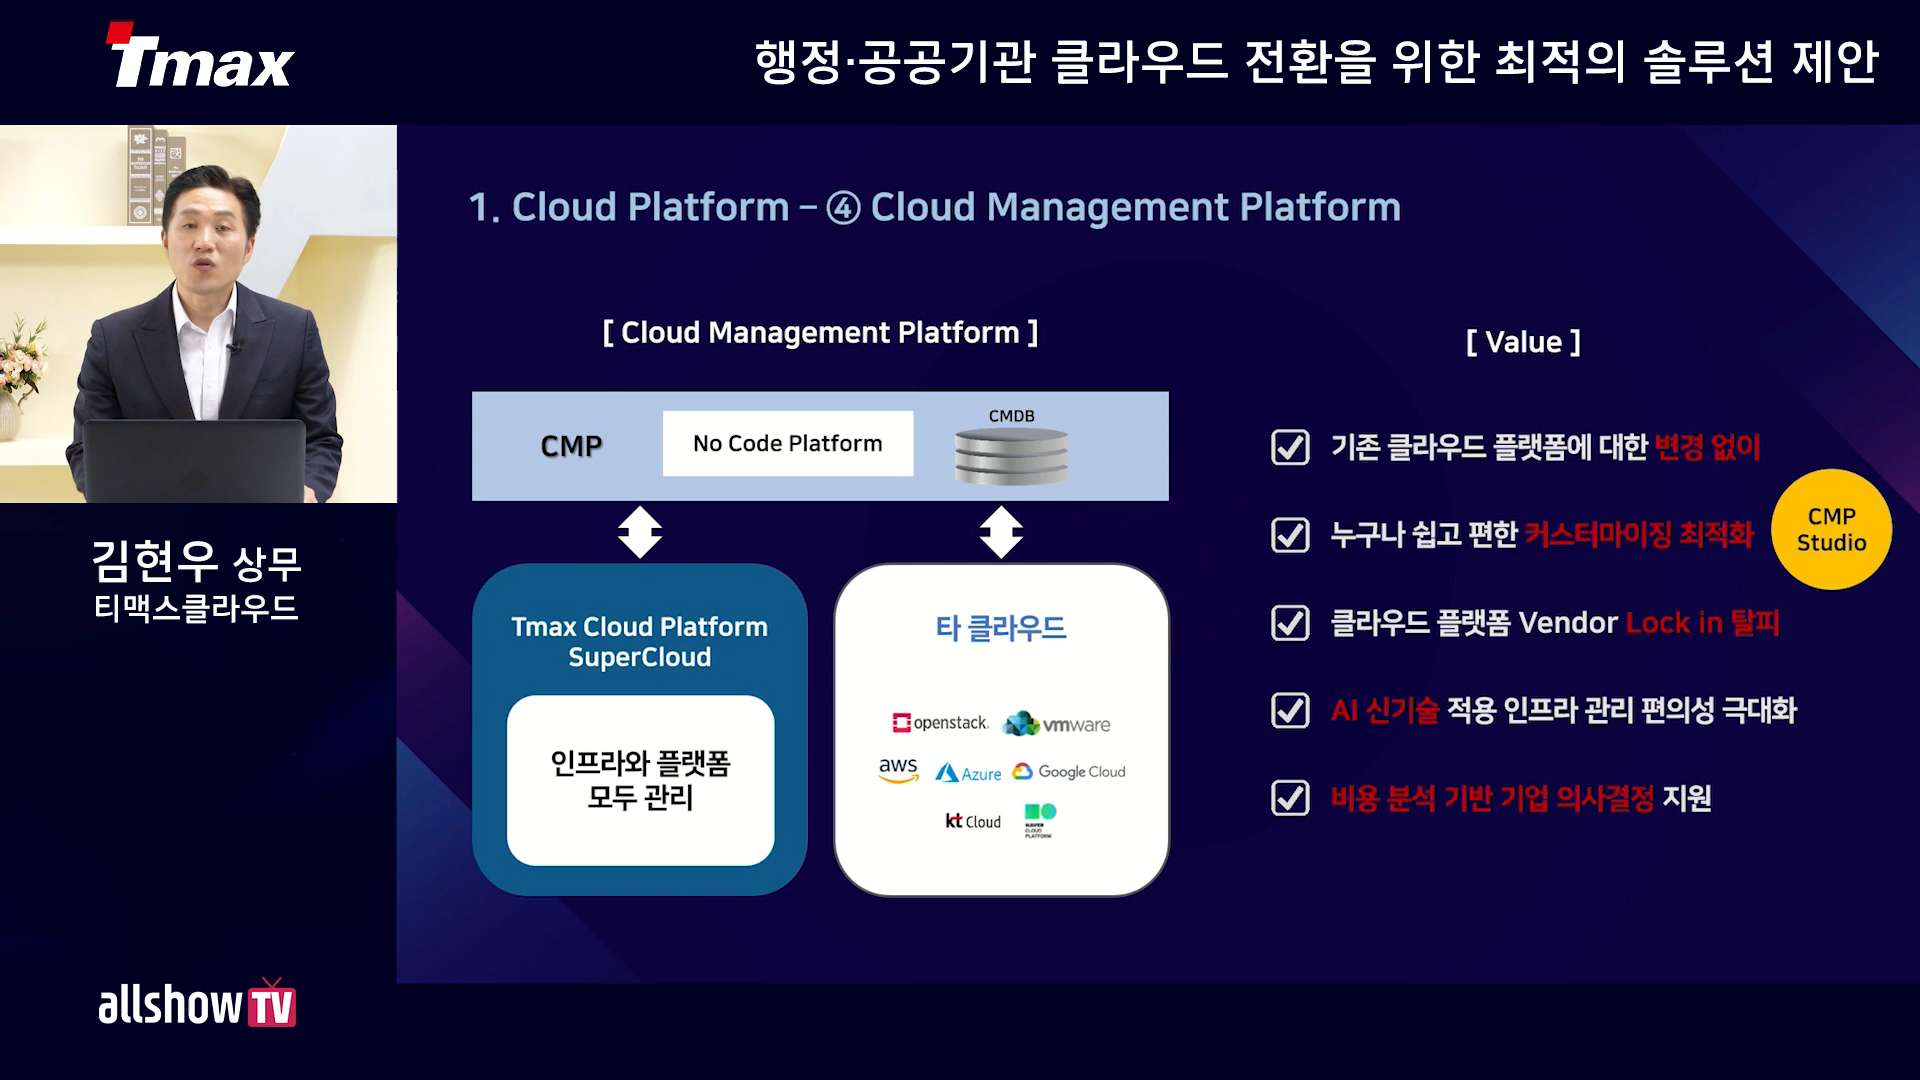 Tmax
행정·공공기관 클라우드 전환을 위한 최적의 솔루션 제안
김현우 상무
티맥스클라우드
allshow TV
1. Cloud Platform – ④ Cloud Management Platform
[ Cloud Management Platform ]
CMP
No Code Platform
CMDB
Tmax Cloud Platform
SuperCloud
인프라와 플랫폼
모두 관리
타 클라우드
openstack.
vmware
aws
Azure
Google Cloud
kt Cloud
NAVER
CLOUD
PLATFORM
[ Value ]
기존 클라우드 플랫폼에 대한 변경 없이
누구나 쉽고 편한 커스터마이징 최적화
CMP
Studio
클라우드 플랫폼 Vendor Lock in 탈피
AI 신기술 적용 인프라 관리 편의성 극대화
비용 분석 기반 기업 의사결정 지원